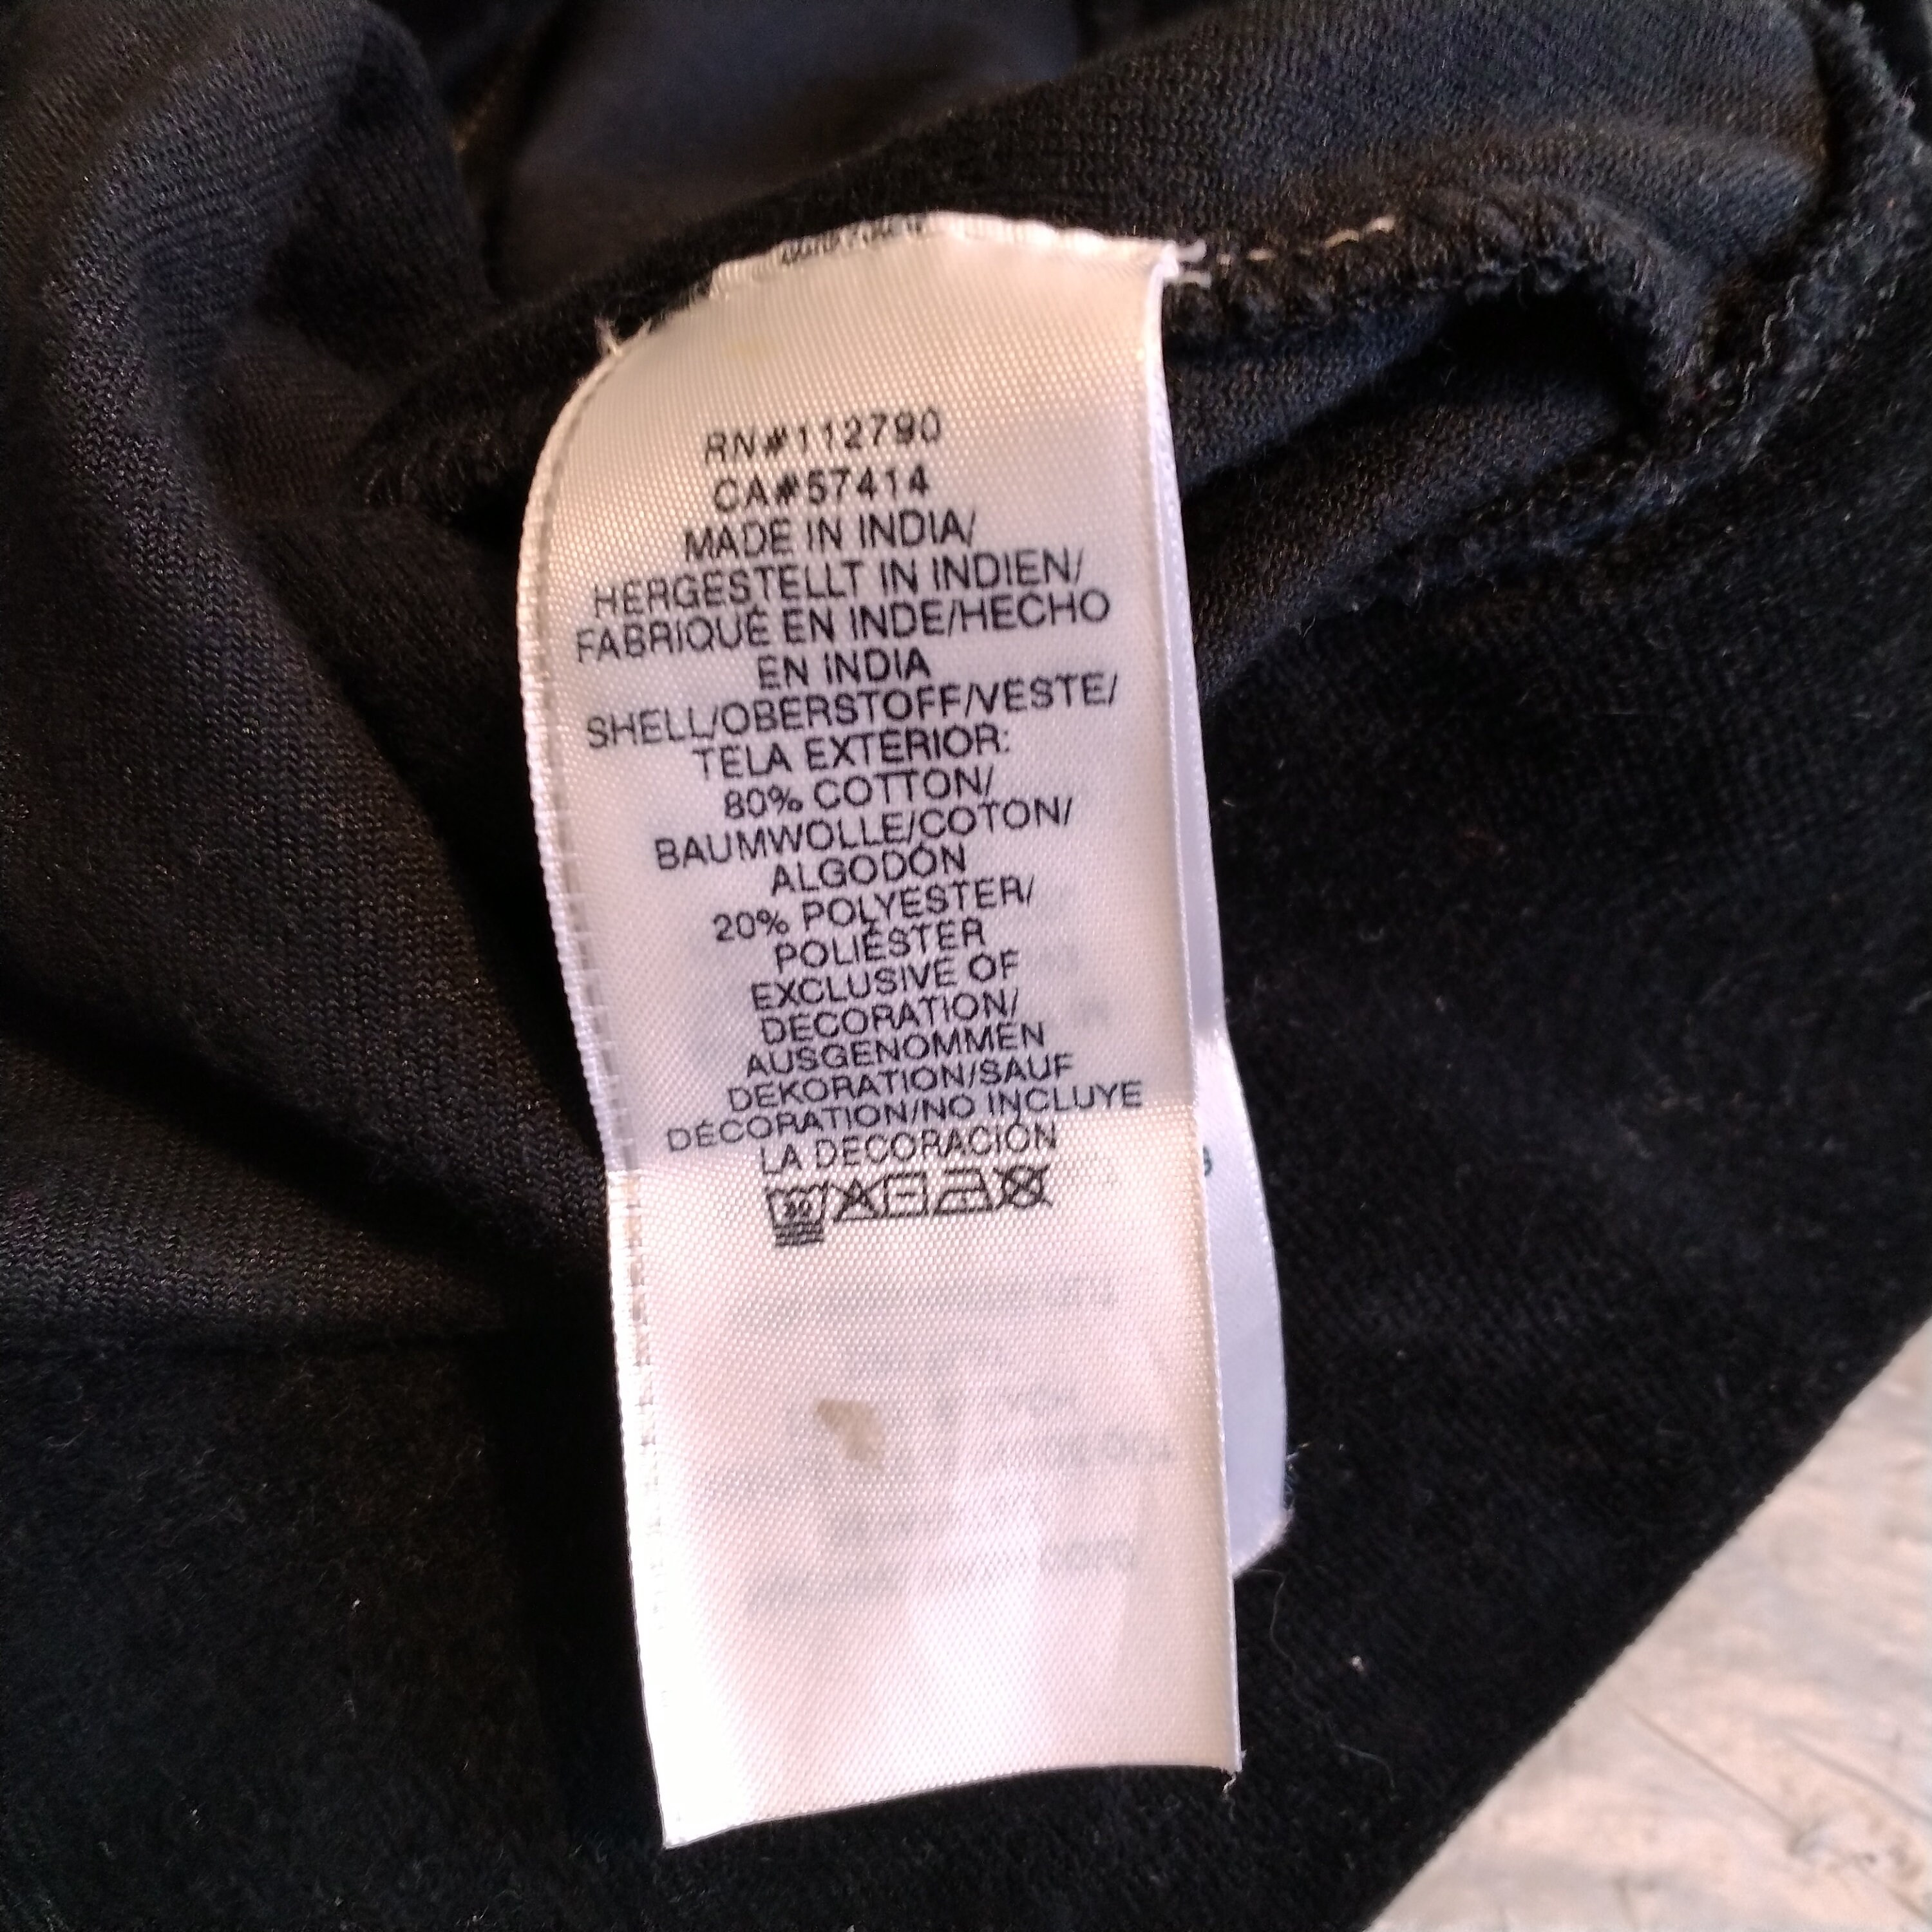 RN#112790
CA#57414
MADE IN INDIA/
HERGESTELLT IN INDIEN/
FABRIQUÉ EN INDE/HECHO
EN INDIA
SHELL/OBERSTOFF/VESTE/
TELA EXTERIOR:
80% COTTON/
BAUMWOLLE/COTON/
ALGODÓN
20% POLYESTER/
POLIÉSTER
EXCLUSIVE OF
DECORATION/
AUSGENOMMEN
DEKORATION/SAUF
DÉCORATION/NO INCLUYE
LA DECORACIÓN
30